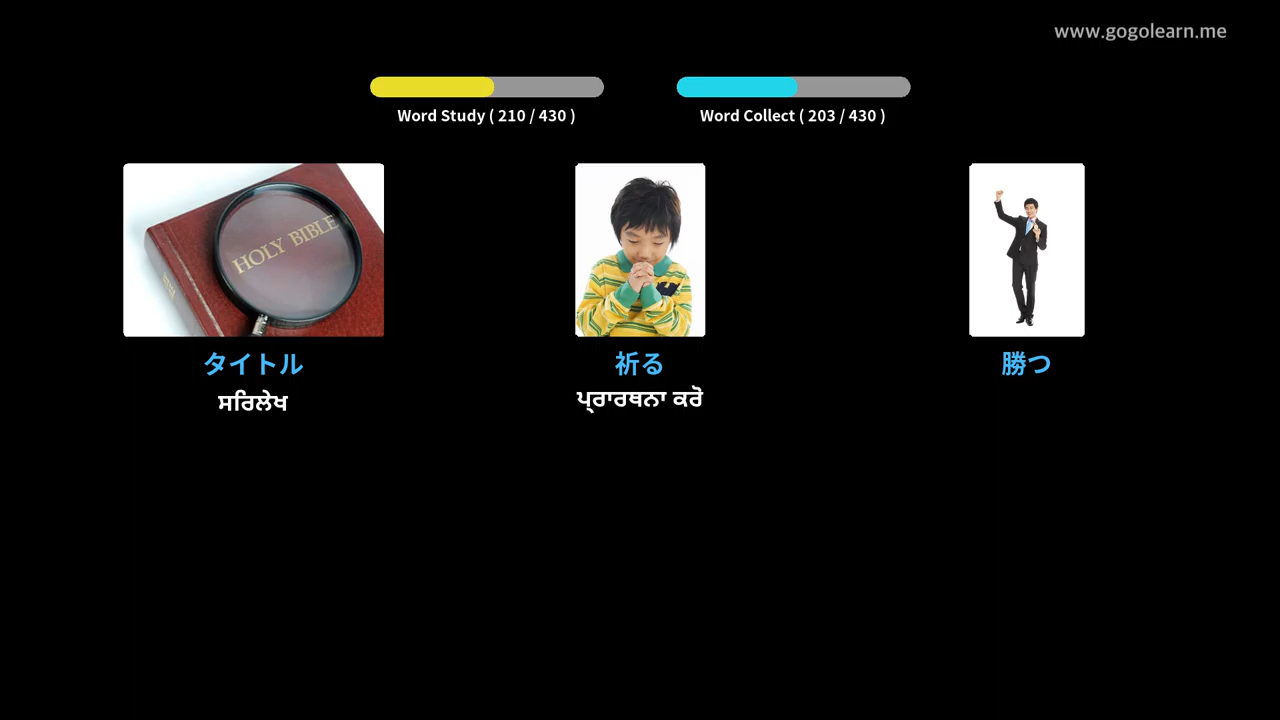 www.gogolearn.me
Word Study ( 210 / 430 )
Word Collect ( 203 / 430 )
HOLY BIBLE
タイトル
祈る
勝つ
ਸਰਿਲੇਖ
ਪ੍ਰਾਰਥਨਾ ਕਰੋ